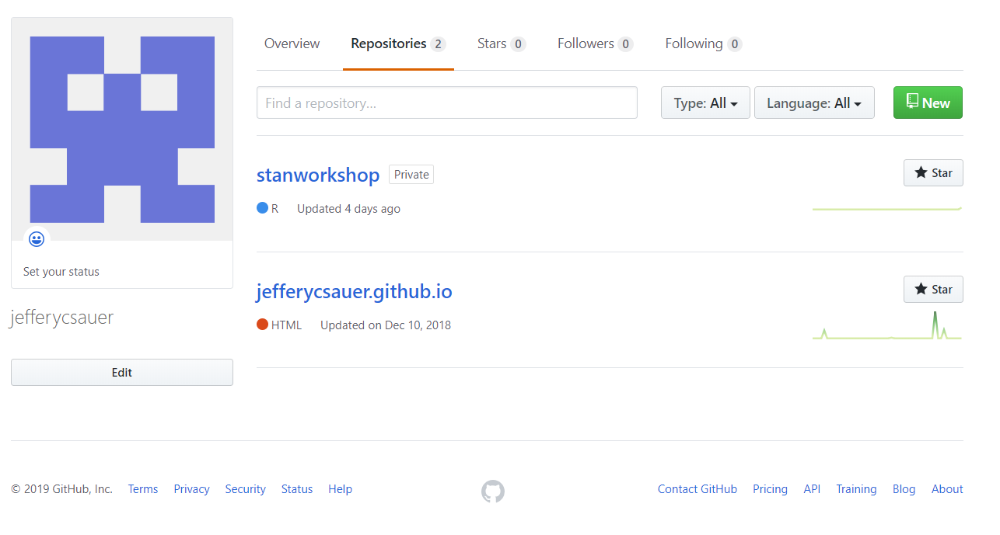 Overview Repositories 2 Stars 0 Followers 0 Following 0
Find a repository... Type: All Language: All New
stanworkshop Private Star
R Updated 4 days ago
Set your status
jefferycsauer.github.io Star
HTML Updated on Dec 10, 2018
jefferycsauer
Edit
© 2019 GitHub, Inc. Terms Privacy Security Status Help Contact GitHub Pricing API Training Blog About